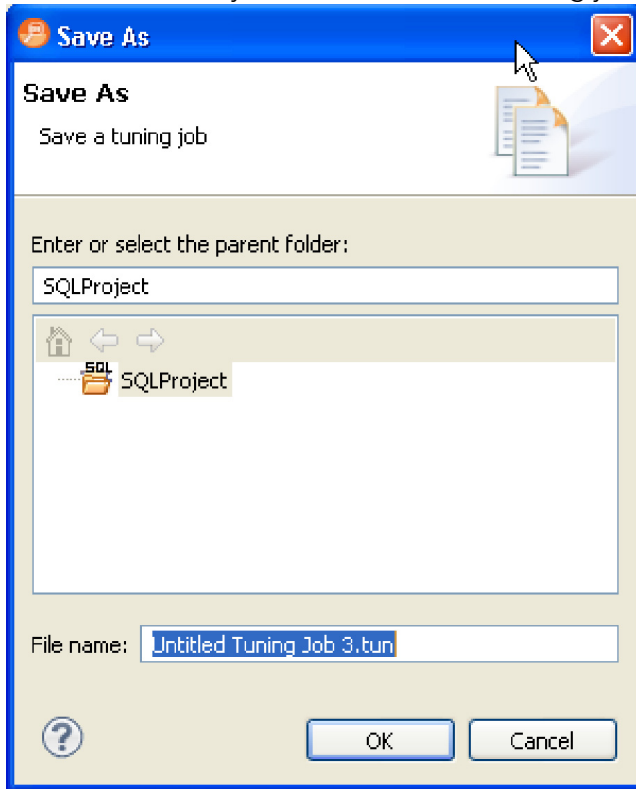 Save As
Save As
Save a tuning job
Enter or select the parent folder:
SQLProject
SQL
SQLProject
File name: Untitled Tuning Job 3.tun
?
OK Cancel